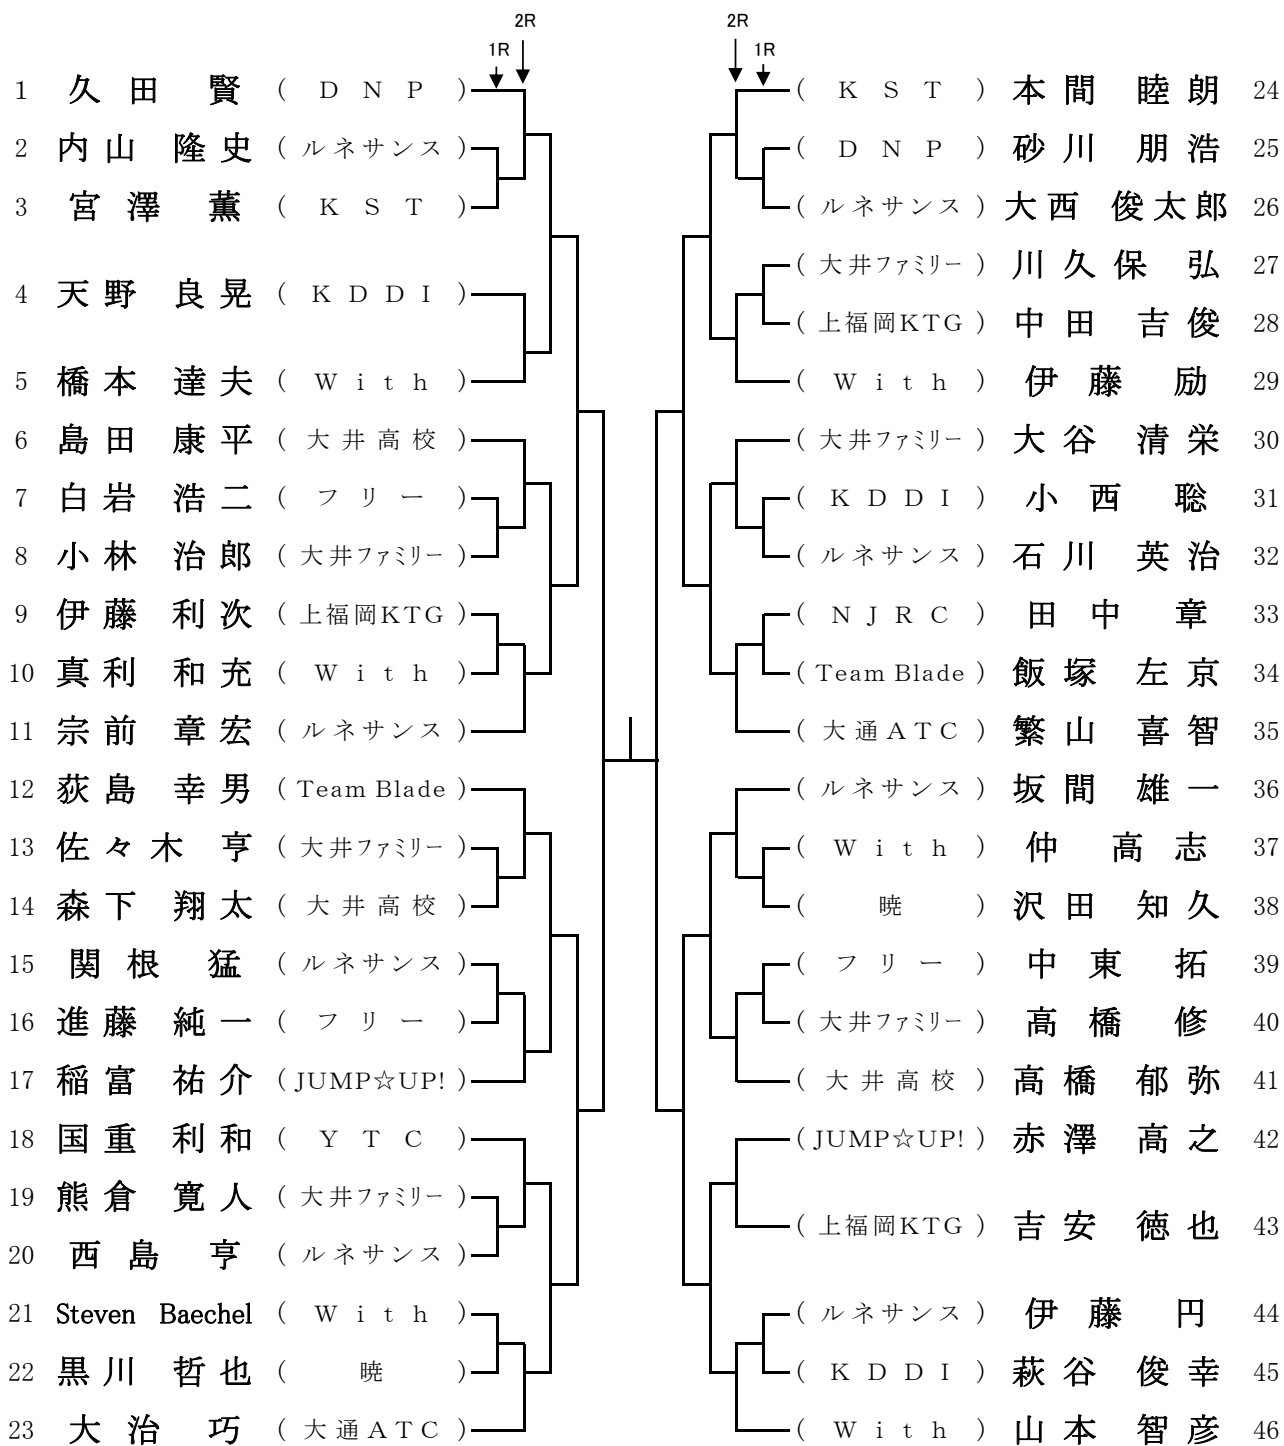 2R 2R
1R 1R
1 久田 賢 ( DNP )
2 内山 隆史 ( ルネサンス )
3 宮澤 薫 ( KST )
4 天野 良晃 ( KDDI )
5 橋本 達夫 ( With )
6 島田 康平 ( 大井高校 )
7 白岩 浩二 ( フリー )
8 小林 治郎 ( 大井ファミリー )
9 伊藤 利次 ( 上福岡KTG )
10 真利 和充 ( With )
11 宗前 章宏 ( ルネサンス )
12 荻島 幸男 ( Team Blade )
13 佐々木 亨 ( 大井ファミリー )
14 森下 翔太 ( 大井高校 )
15 関根 猛 ( ルネサンス )
16 進藤 純一 ( フリー )
17 稲富 祐介 ( JUMP☆UP! )
18 国重 利和 ( YTC )
19 熊倉 寛人 ( 大井ファミリー )
20 西島 亨 ( ルネサンス )
21 Steven Baechel ( With )
22 黒川 哲也 ( 暁 )
23 大治 巧 ( 大通ATC )
( KST ) 本間 睦朗 24
( DNP ) 砂川 朋浩 25
( ルネサンス ) 大西 俊太郎 26
( 大井ファミリー ) 川久保 弘 27
( 上福岡KTG ) 中田 吉俊 28
( With ) 伊藤 励 29
( 大井ファミリー ) 大谷 清栄 30
( KDDI ) 小西 聡 31
( ルネサンス ) 石川 英治 32
( NJRC ) 田中 章 33
( Team Blade ) 飯塚 左京 34
( 大通ATC ) 繁山 喜智 35
( ルネサンス ) 坂間 雄一 36
( With ) 仲 高志 37
( 暁 ) 沢田 知久 38
( フリー ) 中東 拓 39
( 大井ファミリー ) 高橋 修 40
( 大井高校 ) 高橋 郁弥 41
( JUMP☆UP! ) 赤澤 高之 42
( 上福岡KTG ) 吉安 徳也 43
( ルネサンス ) 伊藤 円 44
( KDDI ) 萩谷 俊幸 45
( With ) 山本 智彦 46